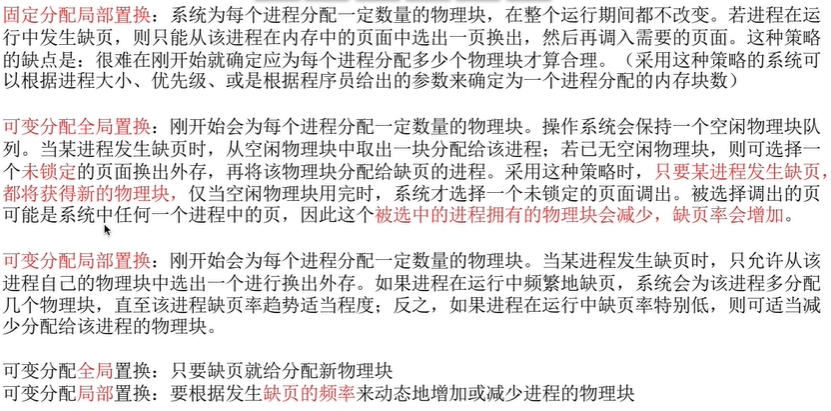 固定分配局部置换：系统为每个进程分配一定数量的物理块，在整个运行期间都不改变。若进程在运
行中发生缺页，则只能从该进程在内存中的页面中选出一页换出，然后再调入需要的页面。这种策略
的缺点是：很难在刚开始就确定应为每个进程分配多少个物理块才算合理。（采用这种策略的系统可
以根据进程大小、优先级、或是根据程序员给出的参数来确定为一个进程分配的内存块数）
可变分配全局置换：刚开始会为每个进程分配一定数量的物理块。操作系统会保持一个空闲物理块队
列。当某进程发生缺页时，从空闲物理块中取出一块分配给该进程；若已无空闲物理块，则可选择一
个未锁定的页面换出外存，再将该物理块分配给缺页的进程。采用这种策略时，只要某进程发生缺页，
都将获得新的物理块，仅当空闲物理块用完时，系统才选择一个未锁定的页面调出。被选择调出的页
可能是系统中任何一个进程中的页，因此这个被选中的进程拥有的物理块会减少，缺页率会增加。
可变分配局部置换：刚开始会为每个进程分配一定数量的物理块。当某进程发生缺页时，只允许从该
进程自己的物理块中选出一个进行换出外存。如果进程在运行中频繁地缺页，系统会为该进程多分配
几个物理块，直至该进程缺页率趋势适当程度；反之，如果进程在运行中缺页率特别低，则可适当减
少分配给该进程的物理块。
可变分配全局置换：只要缺页就给分配新物理块
可变分配局部置换：要根据发生缺页的频率来动态地增加或减少进程的物理块